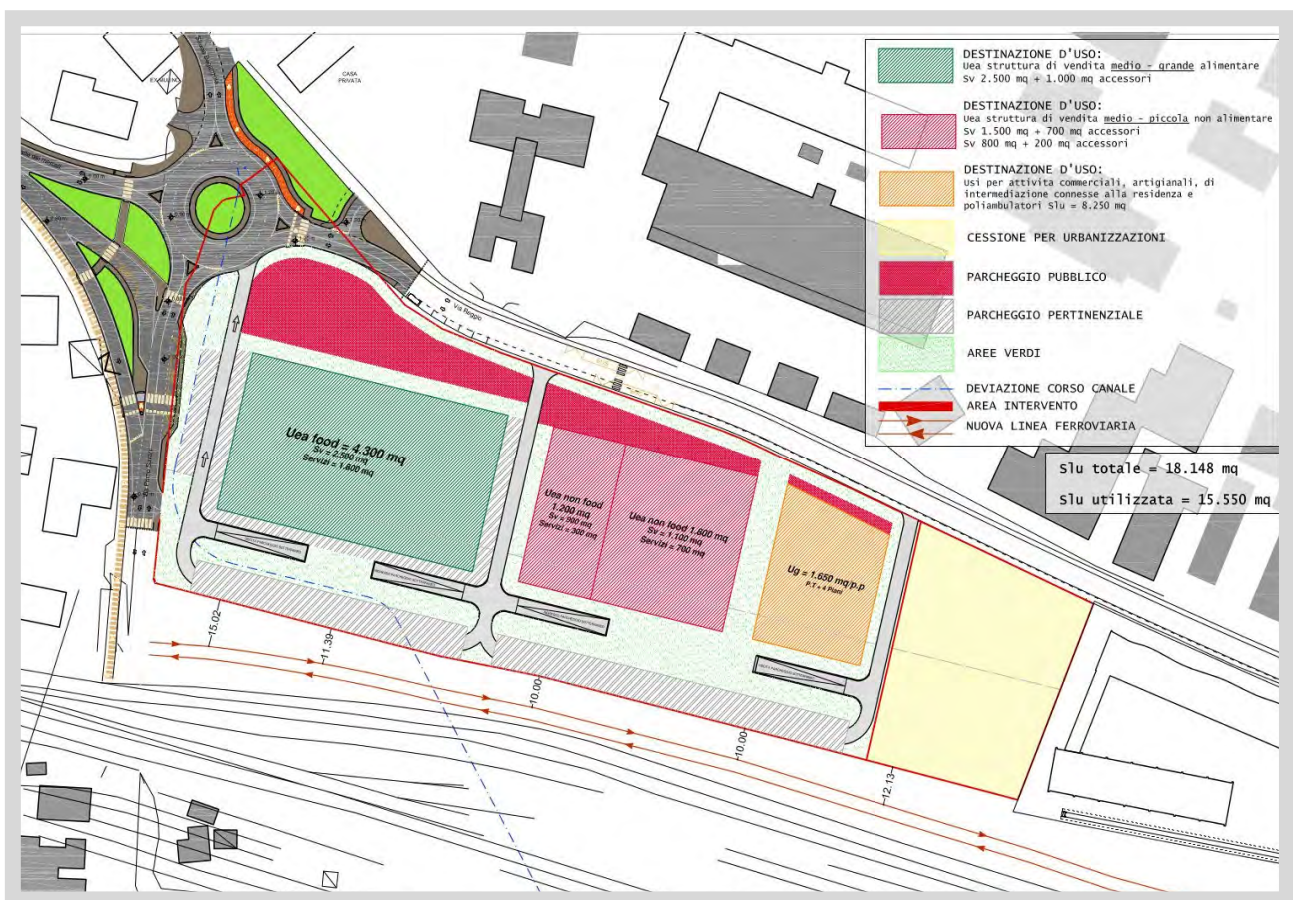 DESTINAZIONE D'USO:
Uea struttura di vendita medio - grande alimentare
Sv 2.500 mq + 1.000 mq accessori
DESTINAZIONE D'USO:
Uea struttura di vendita medio - piccola non alimentare
Sv 1.500 mq + 700 mq accessori
Sv 800 mq + 200 mq accessori
DESTINAZIONE D'USO:
Usi per attivita commerciali, artigianali, di
intermediazione connesse alla residenza e
poliambulatori Slu = 8.250 mq
CESSIONE PER URBANIZZAZIONI
PARCHEGGIO PUBBLICO
PARCHEGGIO PERTINENZIALE
AREE VERDI
DEVIAZIONE CORSO CANALE
AREA INTERVENTO
NUOVA LINEA FERROVIARIA
Slu totale = 18.148 mq
Slu utilizzata = 15.550 mq
CASA
PRIVATA
Via Reggio
Uea food = 4.300 mq
Sv = 2.500 mq
Servizi = 1.800 mq
Uea non food
1.200 mq
Sv = 900 mq
Servizi = 300 mq
Uea non food 1.800 mq
Sv = 1.100 mq
Servizi = 700 mq
Ug = 1.650 mq/p-p
P.T + 4 Piani
15.02
11.39
10.00
10.00
12.13